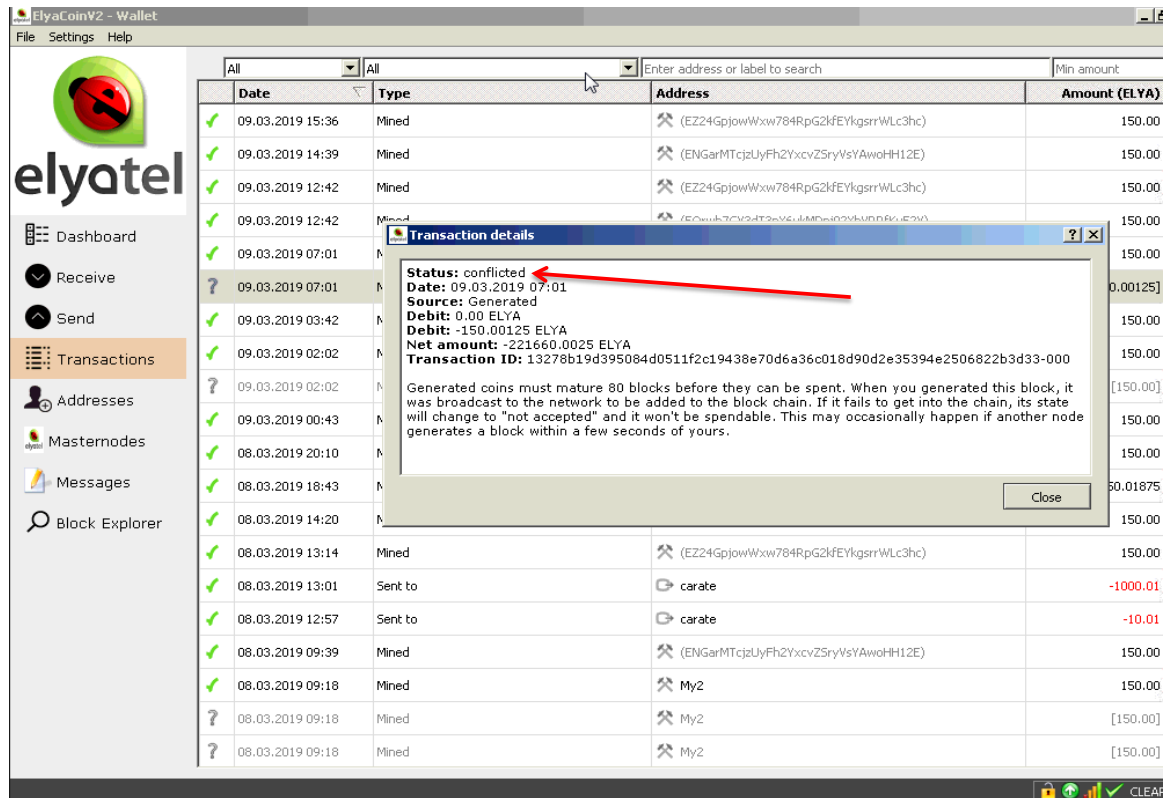 ElyaCoinV2 - Wallet
File Settings Help
elyatel
Dashboard
Receive
Send
Transactions
Addresses
Masternodes
Messages
Block Explorer
All All Enter address or label to search Min amount
Date Type Address Amount (ELYA)
09.03.2019 15:36 Mined (EZ24GpjowWxw784RpG2kfEYkgsrrWLc3hc) 150.00
09.03.2019 14:39 Mined (ENGarMTcjzUyFh2YxcvZSryVsYAwoHH12E) 150.00
09.03.2019 12:42 Mined (EZ24GpjowWxw784RpG2kfEYkgsrrWLc3hc) 150.00
09.03.2019 12:42 Mined 150.00
09.03.2019 07:01 150.00
? 09.03.2019 07:01 0.00125]
09.03.2019 03:42 150.00
09.03.2019 02:02 150.00
? 09.03.2019 02:02 [150.00]
09.03.2019 00:43 150.00
08.03.2019 20:10 150.00
08.03.2019 18:43 50.01875
08.03.2019 14:20 150.00
08.03.2019 13:14 Mined (EZ24GpjowWxw784RpG2kfEYkgsrrWLc3hc) 150.00
08.03.2019 13:01 Sent to carate -1000.01
08.03.2019 12:57 Sent to carate -10.01
08.03.2019 09:39 Mined (ENGarMTcjzUyFh2YxcvZSryVsYAwoHH12E) 150.00
08.03.2019 09:18 Mined My2 150.00
? 08.03.2019 09:18 Mined My2 [150.00]
? 08.03.2019 09:18 Mined My2 [150.00]
Transaction details
Status: conflicted
Date: 09.03.2019 07:01
Source: Generated
Debit: 0.00 ELYA
Debit: -150.00125 ELYA
Net amount: -221660.0025 ELYA
Transaction ID: 13278b19d395084d0511f2c19438e70d6a36c018d90d2e35394e2506822b3d33-000
Generated coins must mature 80 blocks before they can be spent. When you generated this block, it
was broadcast to the network to be added to the block chain. If it fails to get into the chain, its state
will change to "not accepted" and it won't be spendable. This may occasionally happen if another node
generates a block within a few seconds of yours.
Close
CLEAR